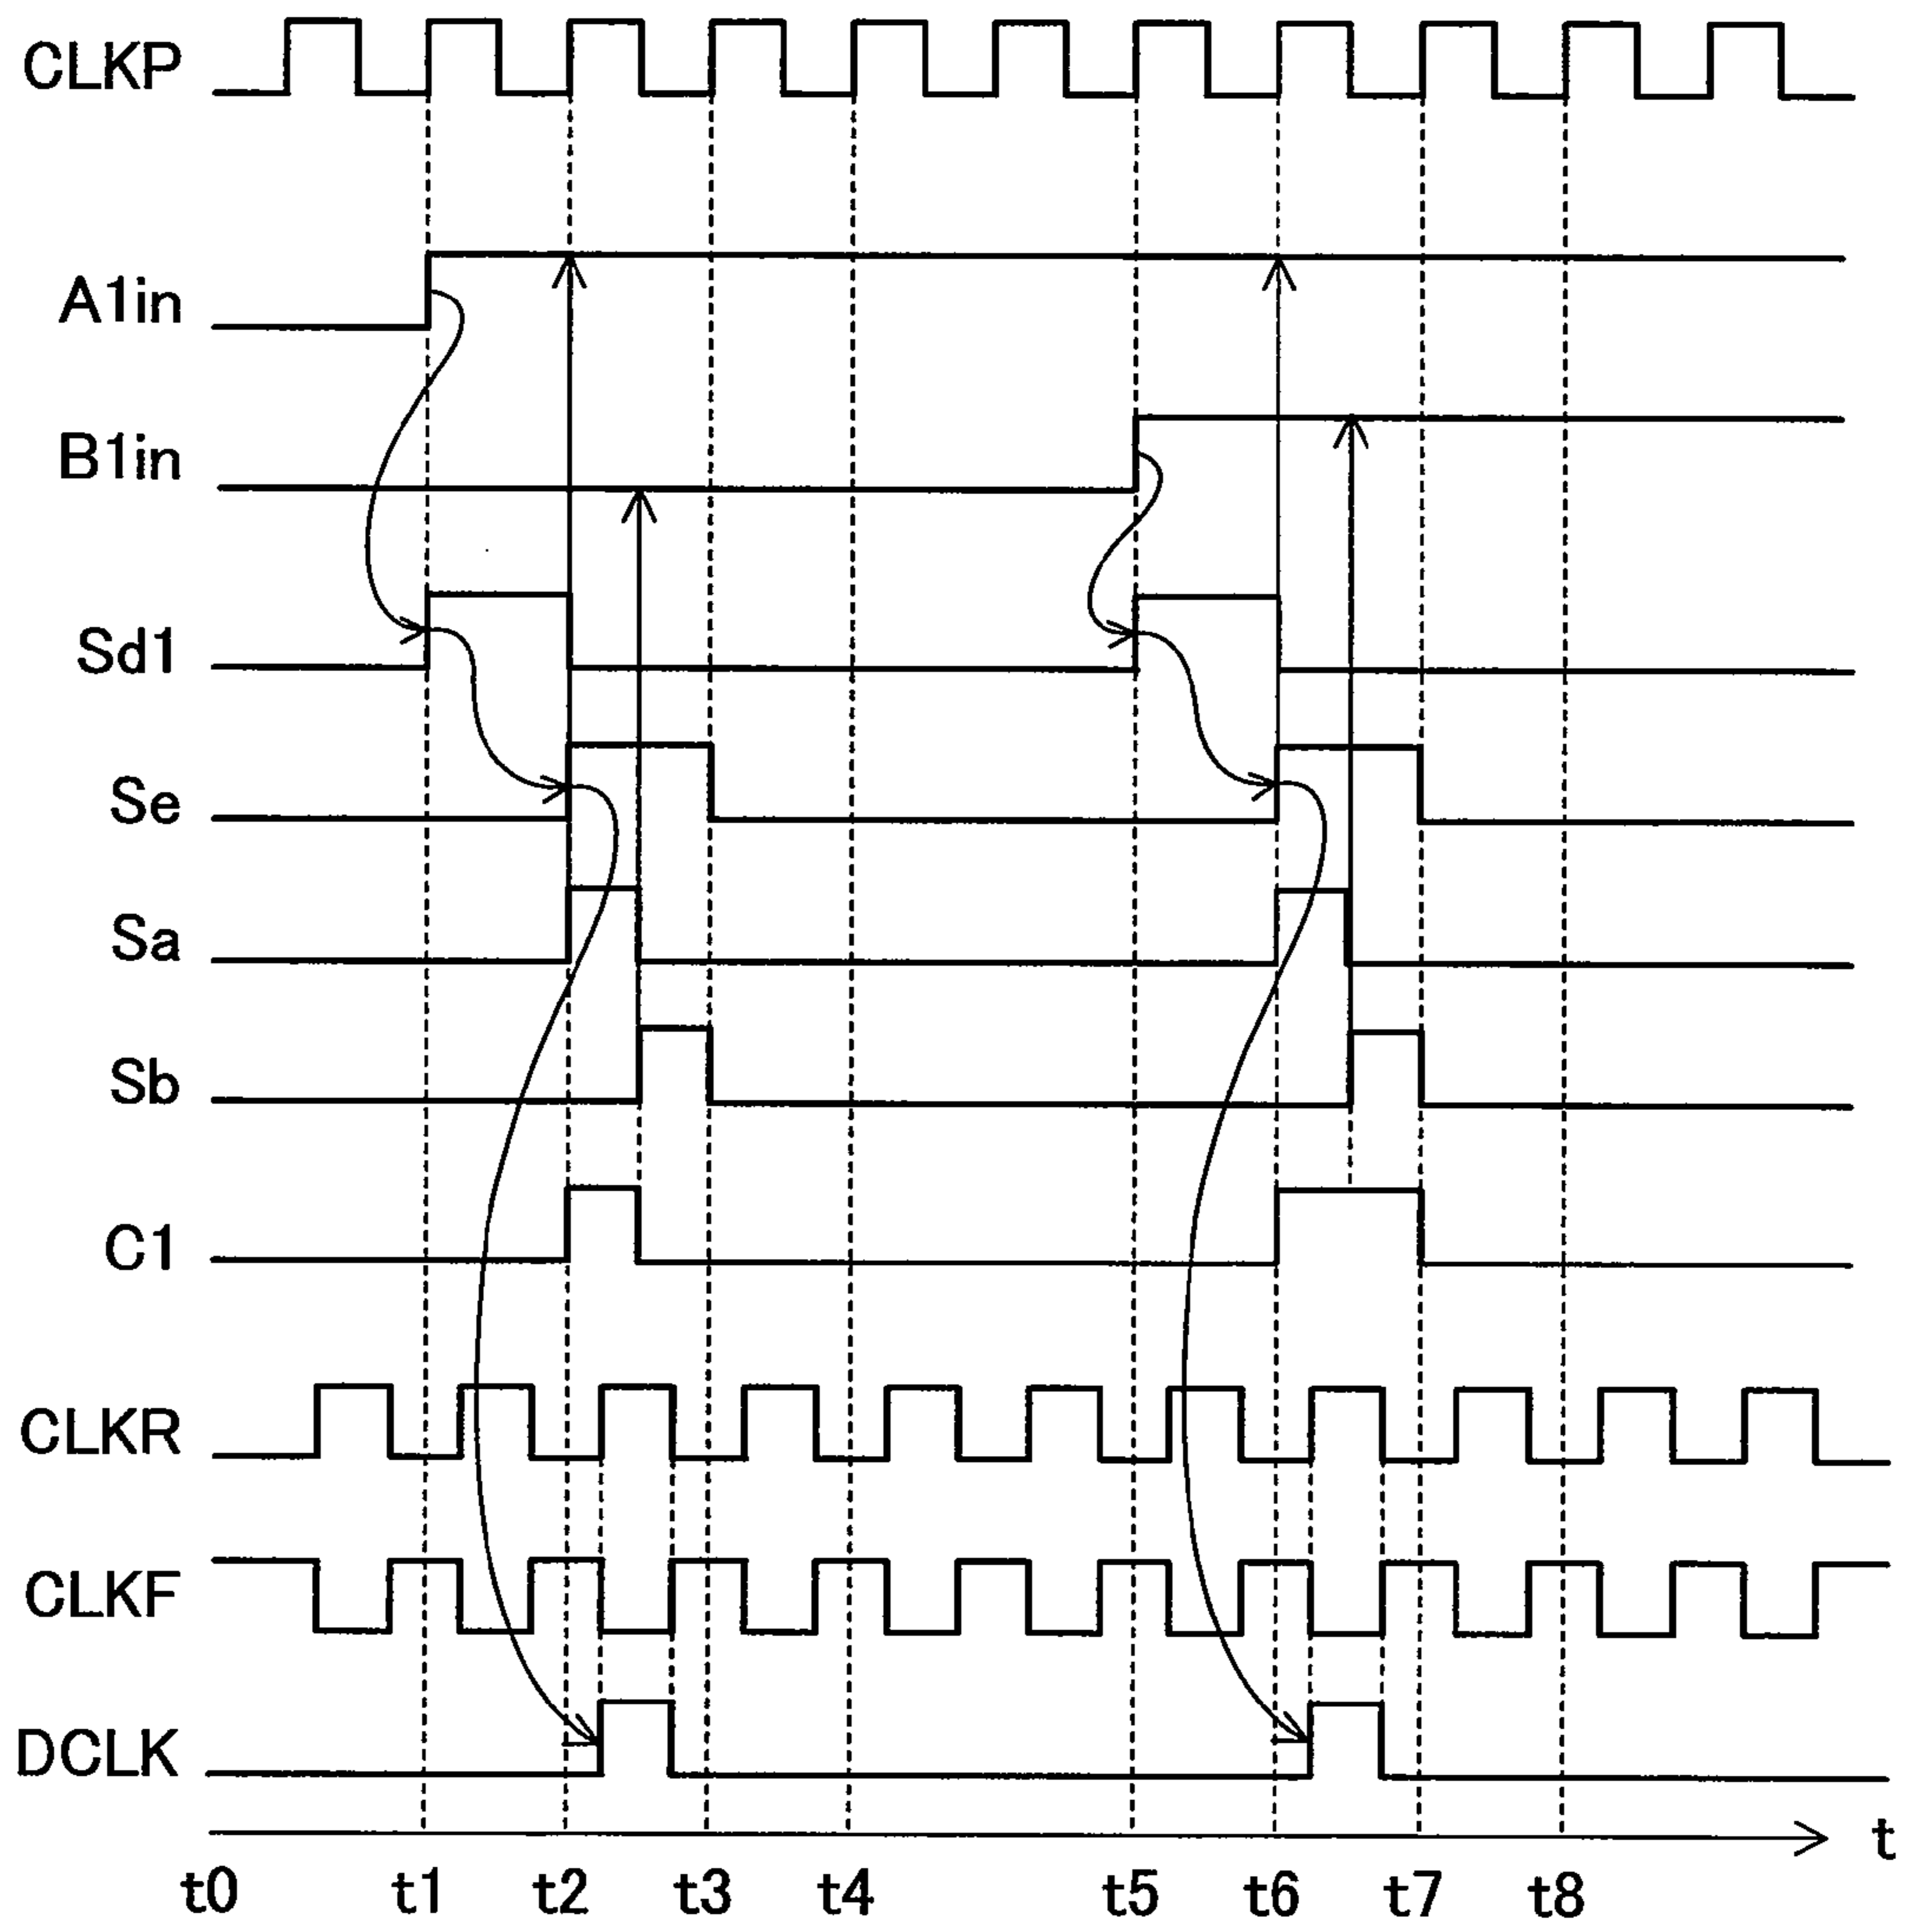 CLKP
A1in
B1in
Sd1
Se
Sa
Sb
C1
CLKR
CLKF
DCLK
t
t0 t1 t2 t3 t4 t5 t6 t7 t8